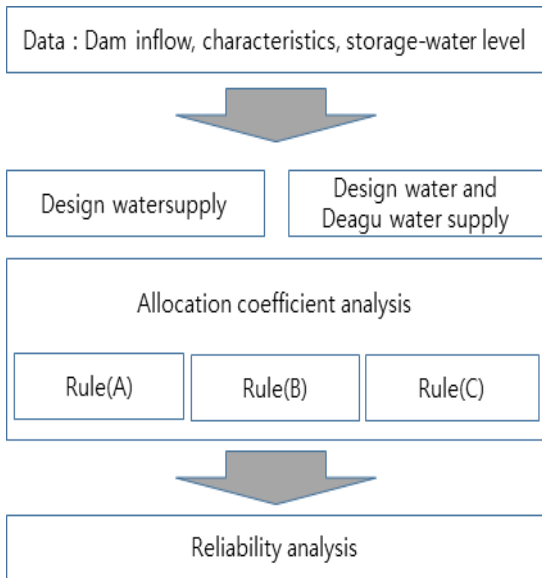 Data : Dam inflow, characteristics, storage-water level
Design watersupply
Design water and
Deagu water supply
Allocation coefficient analysis
Rule(A)
Rule(B)
Rule(C)
Reliability analysis